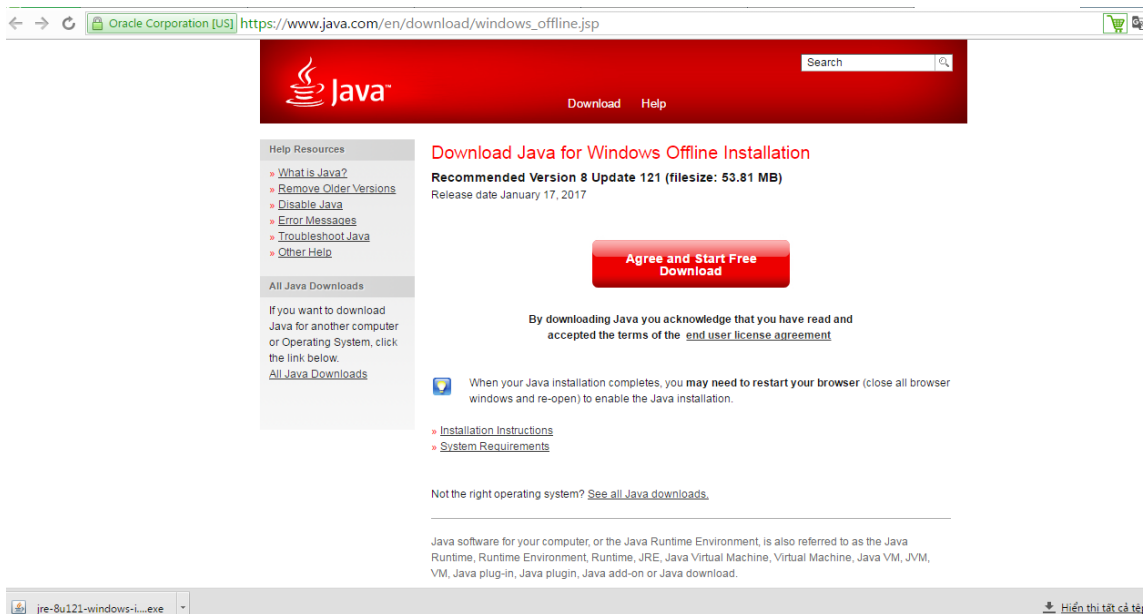 Oracle Corporation [US] https://www.java.com/en/download/windows_offline.jsp
Java™
Search
Download Help
Help Resources
» What is Java?
» Remove Older Versions
» Disable Java
» Error Messages
» Troubleshoot Java
» Other Help
All Java Downloads
If you want to download
Java for another computer
or Operating System, click
the link below.
All Java Downloads
Download Java for Windows Offline Installation
Recommended Version 8 Update 121 (filesize: 53.81 MB)
Release date January 17, 2017
Agree and Start Free
Download
By downloading Java you acknowledge that you have read and
accepted the terms of the end user license agreement
When your Java installation completes, you may need to restart your browser (close all browser
windows and re-open) to enable the Java installation.
» Installation Instructions
» System Requirements
Not the right operating system? See all Java downloads.
Java software for your computer, or the Java Runtime Environment, is also referred to as the Java
Runtime, Runtime Environment, Runtime, JRE, Java Virtual Machine, Virtual Machine, Java VM, JVM,
VM, Java plug-in, Java plugin, Java add-on or Java download.
jre-8u121-windows-i....exe
Hiển thị tất cả